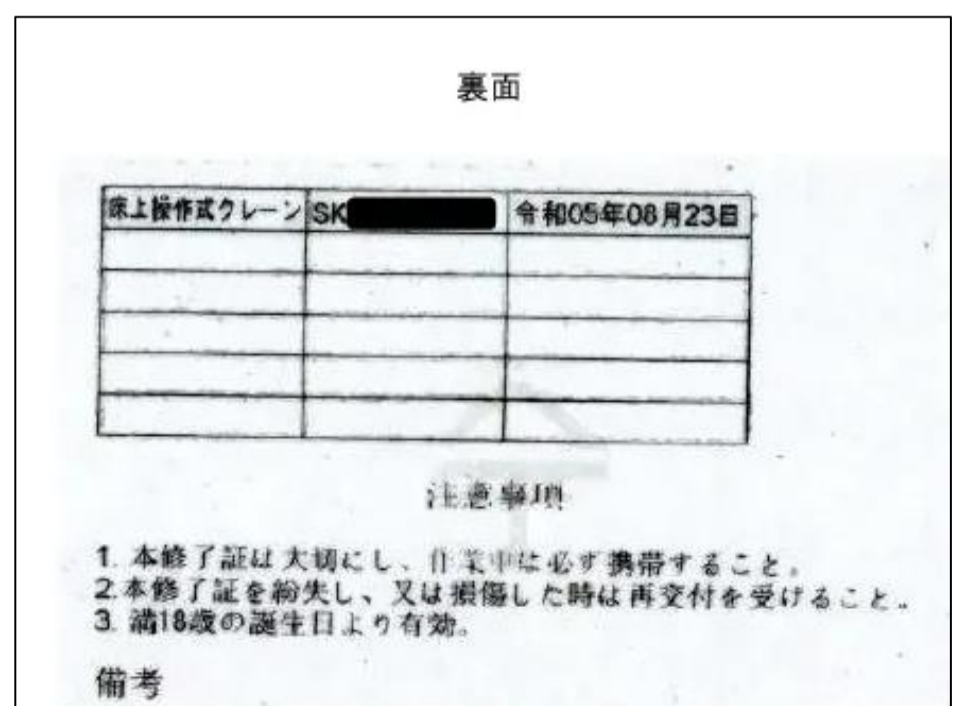 裏面
床上操作式クレーン SK 令和05年08月23日
注意事項
1. 本修了証は大切にし、作業中は必ず携帯すること。
2.本修了証を紛失し、又は損傷した時は再交付を受けること。
3. 満18歳の誕生日より有効。
備考